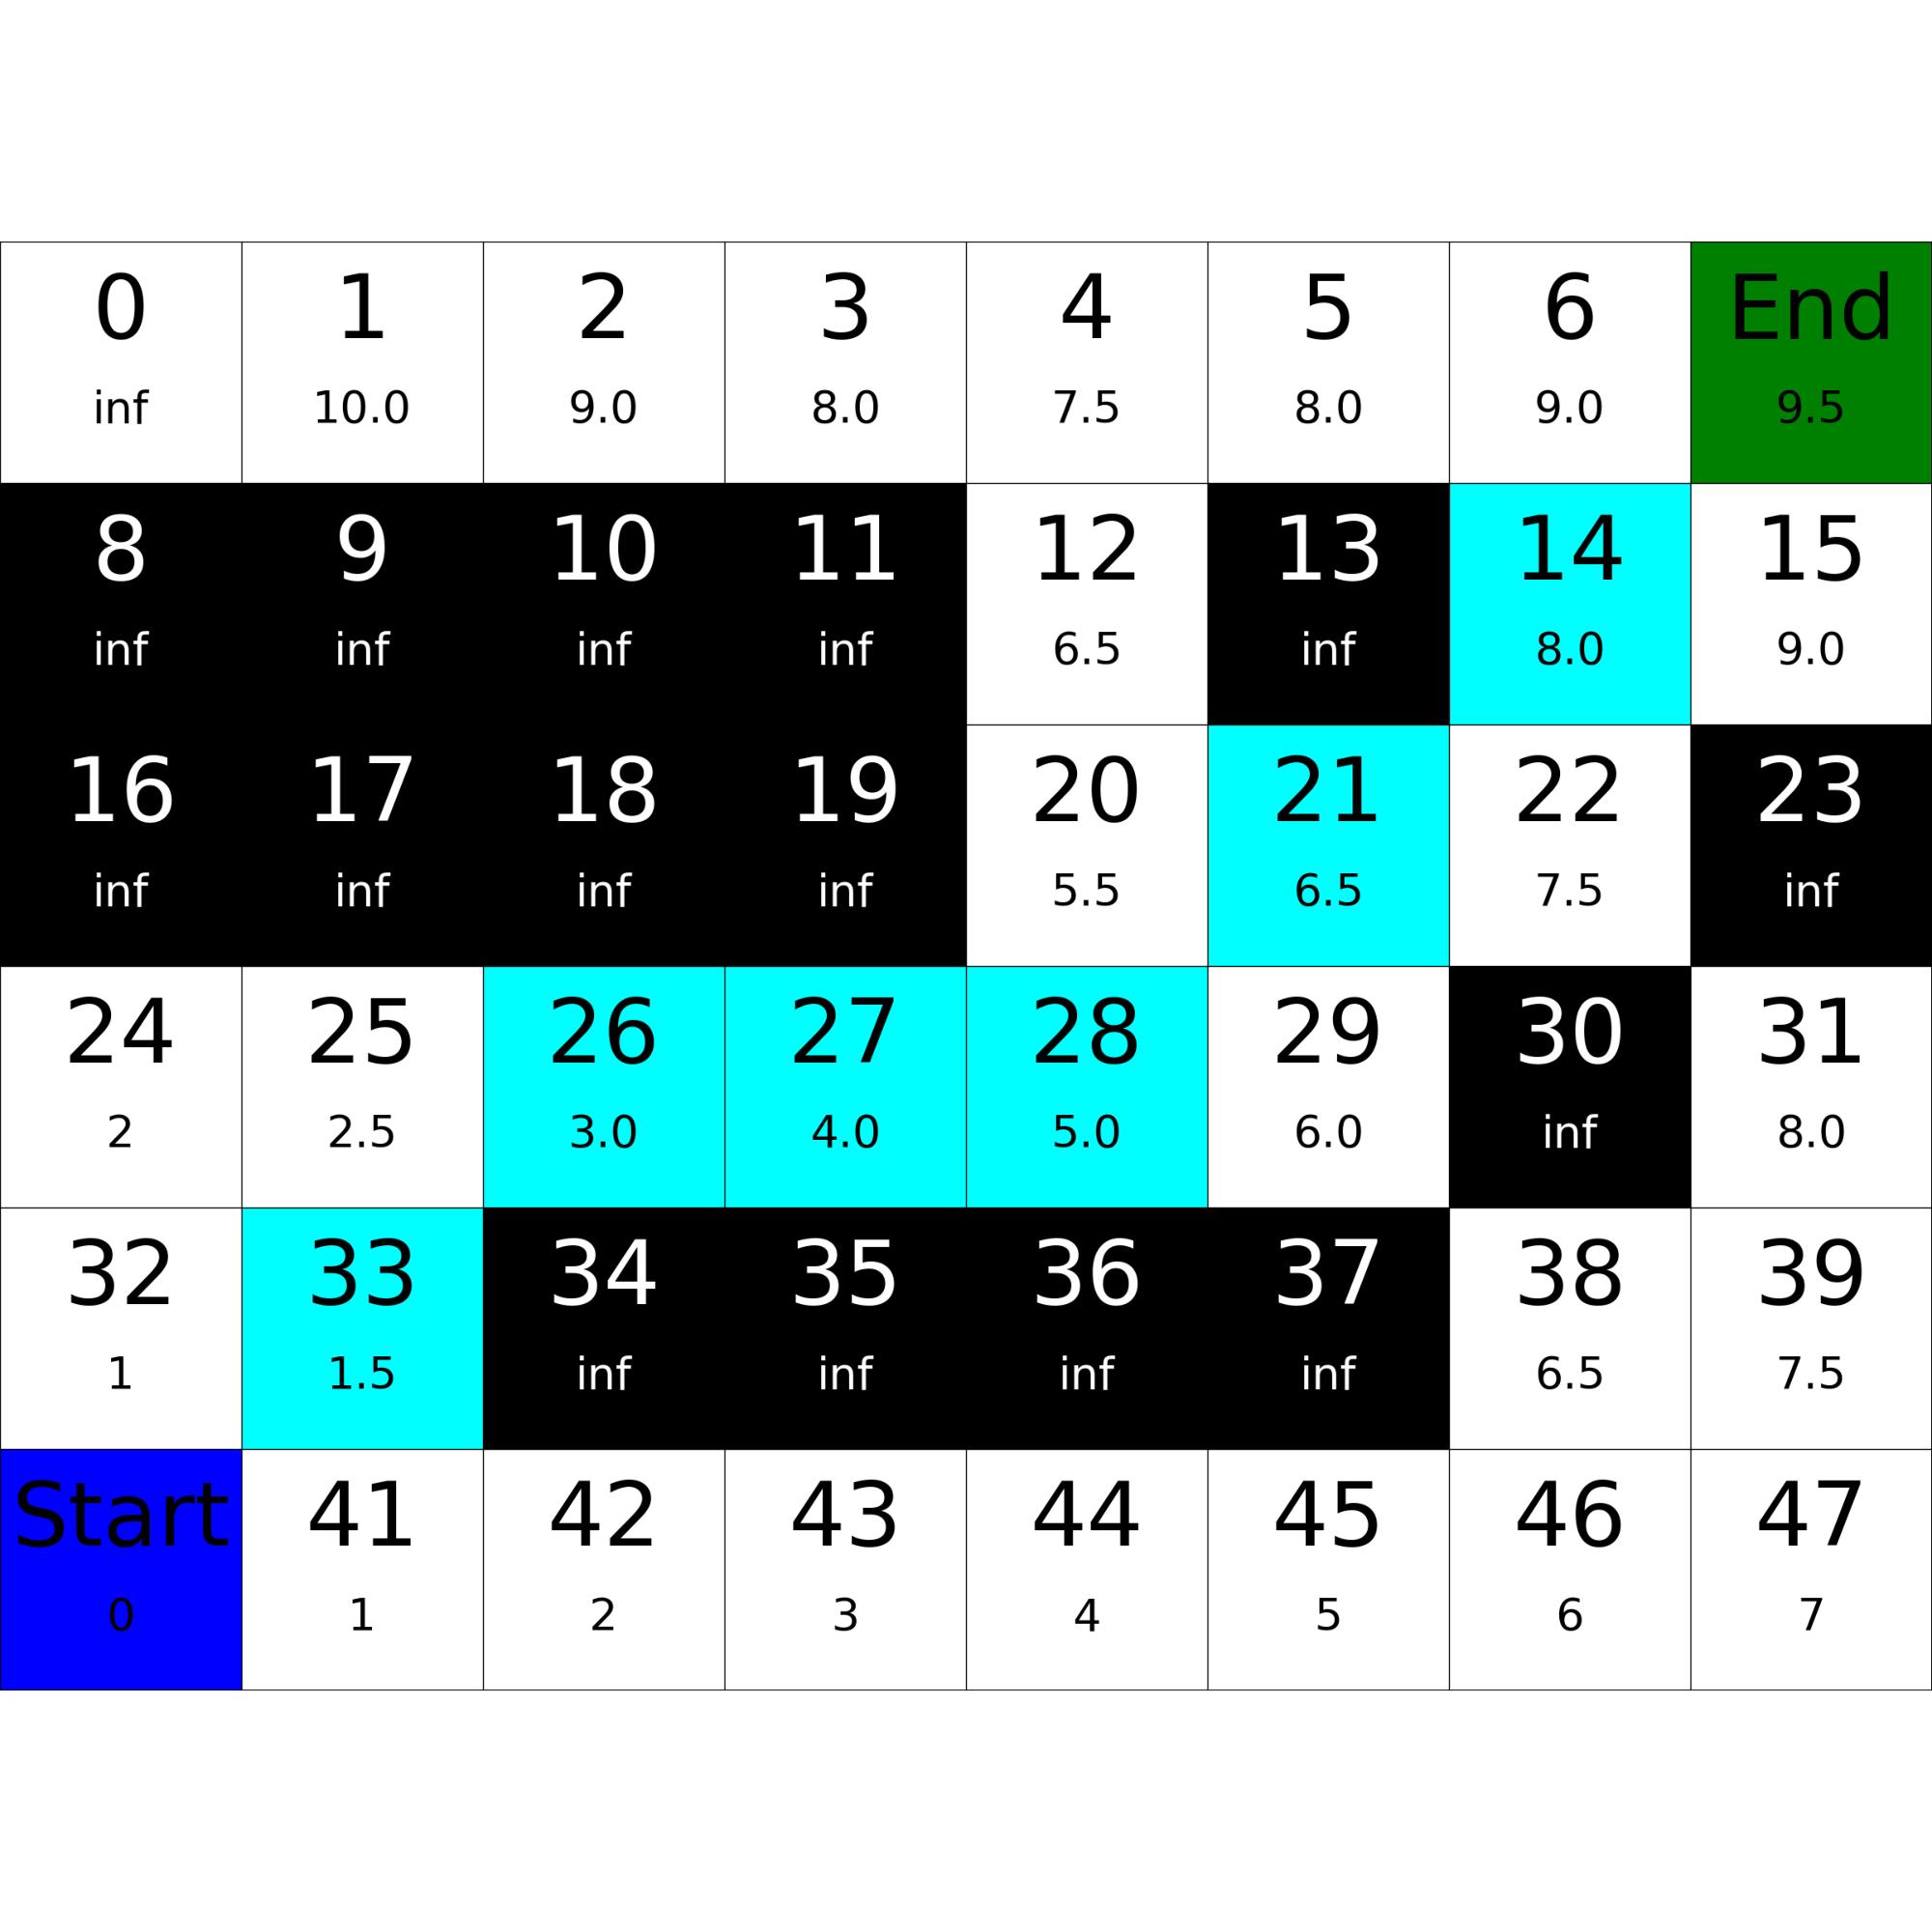 0 1 2 3 4 5 6 End
inf 10.0 9.0 8.0 7.5 8.0 9.0 9.5
8 9 10 11 12 13 14 15
inf inf inf inf 6.5 inf 8.0 9.0
16 17 18 19 20 21 22 23
inf inf inf inf 5.5 6.5 7.5 inf
24 25 26 27 28 29 30 31
2 2.5 3.0 4.0 5.0 6.0 inf 8.0
32 33 34 35 36 37 38 39
1 1.5 inf inf inf inf 6.5 7.5
Start 41 42 43 44 45 46 47
0 1 2 3 4 5 6 7